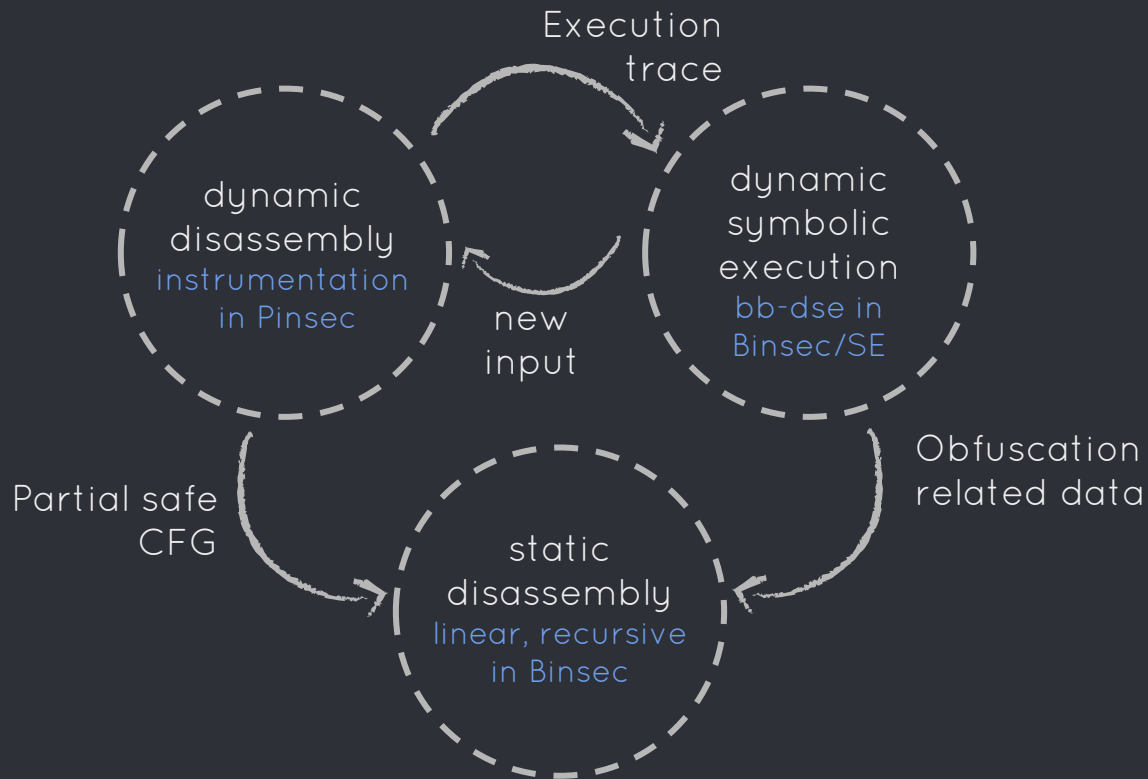 Execution
trace
dynamic
disassembly
instrumentation
in Pinsec
dynamic
symbolic
execution
bb-dse in
Binsec/SE
new
input
Partial safe
CFG
Obfuscation
related data
static
disassembly
linear, recursive
in Binsec